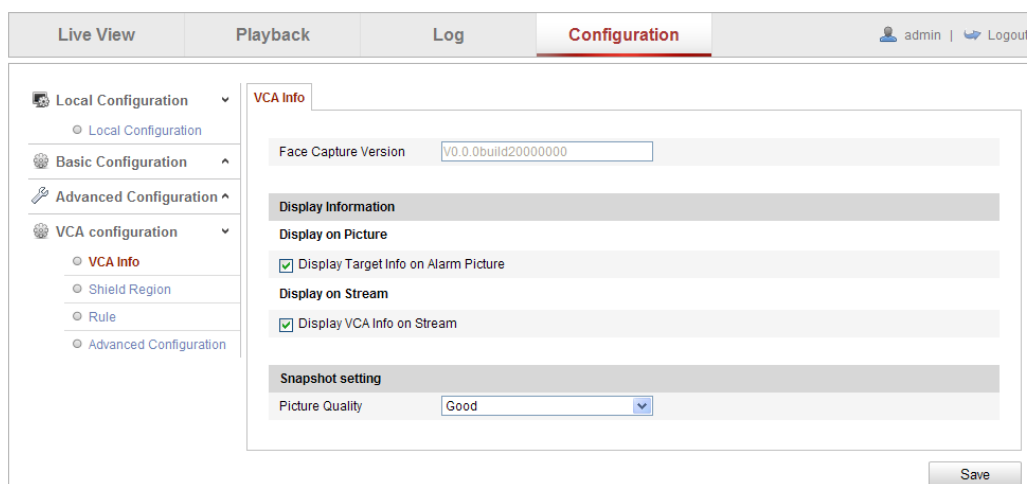 Live View Playback Log Configuration admin | Logout
Local Configuration
Local Configuration
Basic Configuration
Advanced Configuration
VCA configuration
VCA Info
Shield Region
Rule
Advanced Configuration
VCA Info
Face Capture Version V0.0.0build20000000
Display Information
Display on Picture
Display Target Info on Alarm Picture
Display on Stream
Display VCA Info on Stream
Snapshot setting
Picture Quality Good
Save